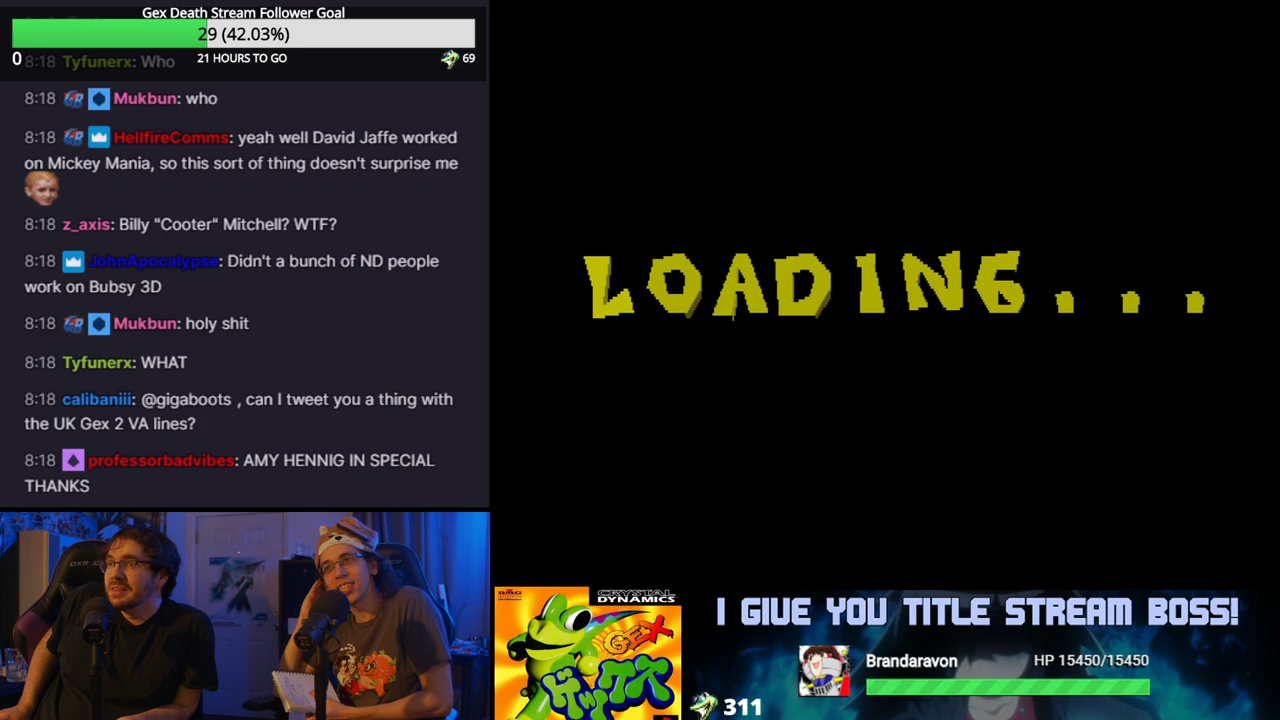 Gex Death Stream Follower Goal
29 (42.03%)
0
21 HOURS TO GO
69
8:18 Tyfunerx: Who
8:18 Mukbun: who
8:18 HellfireComms: yeah well David Jaffe worked
on Mickey Mania, so this sort of thing doesn't surprise me
8:18 z_axis: Billy "Cooter" Mitchell? WTF?
8:18 JohnApocalypse: Didn't a bunch of ND people
work on Bubsy 3D
8:18 Mukbun: holy shit
8:18 Tyfunerx: WHAT
8:18 calibaniii: @gigaboots , can I tweet you a thing with
the UK Gex 2 VA lines?
8:18 professorbadvibes: AMY HENNIG IN SPECIAL
THANKS
LOADING...
BMG
CRYSTAL
DYNAMICS
GEX
ゲックス
I GIVE YOU TITLE STREAM BOSS!
Brandaravon
HP 15450/15450
311